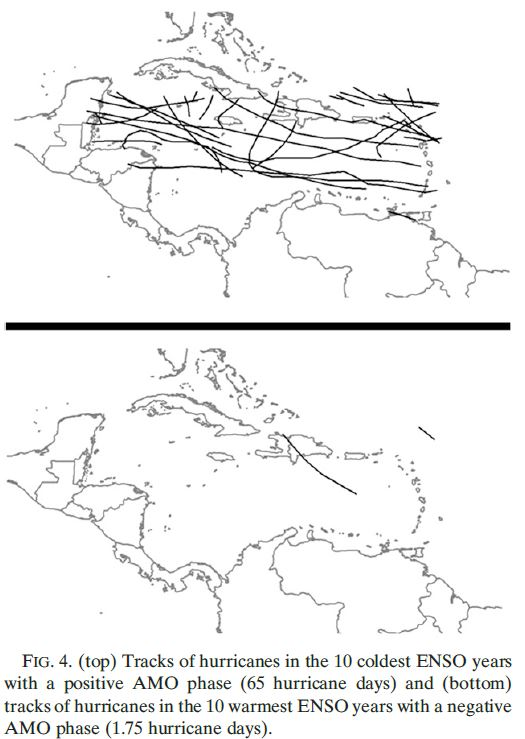 FIG. 4. (top) Tracks of hurricanes in the 10 coldest ENSO years
with a positive AMO phase (65 hurricane days) and (bottom)
tracks of hurricanes in the 10 warmest ENSO years with a negative
AMO phase (1.75 hurricane days).